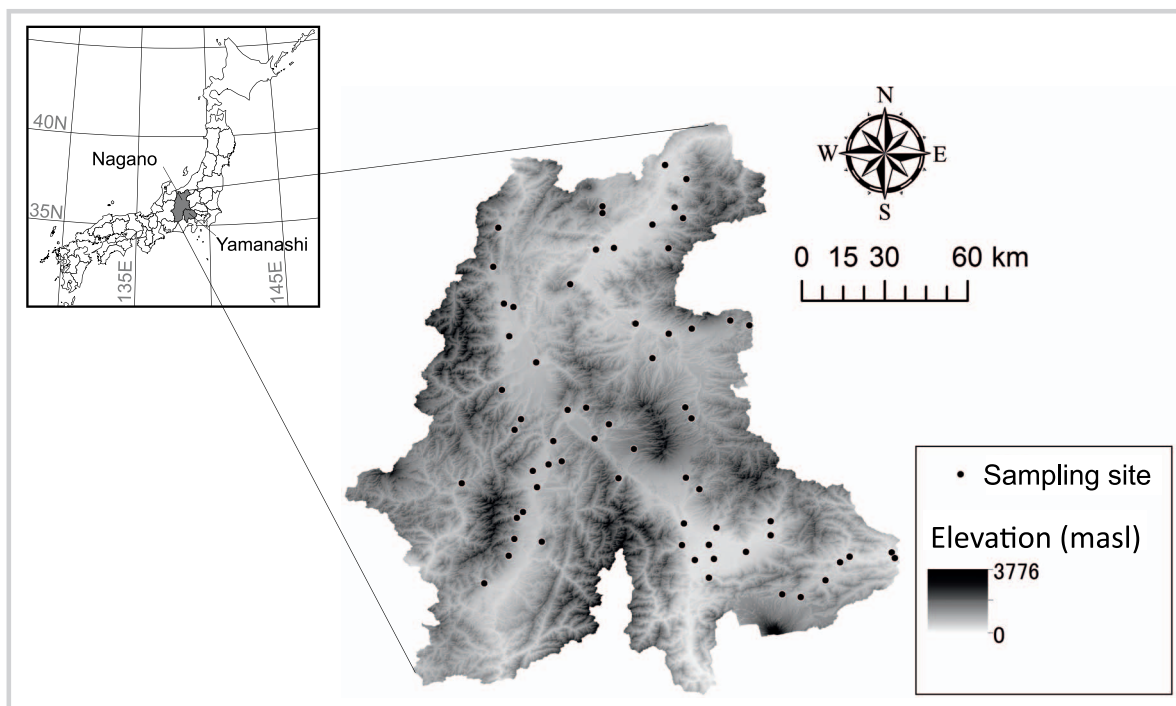 40N
Nagano
35N
Yamanashi
135E
145E
N
W E
S
0 15 30 60 km
Sampling site
Elevation (masl)
3776
0